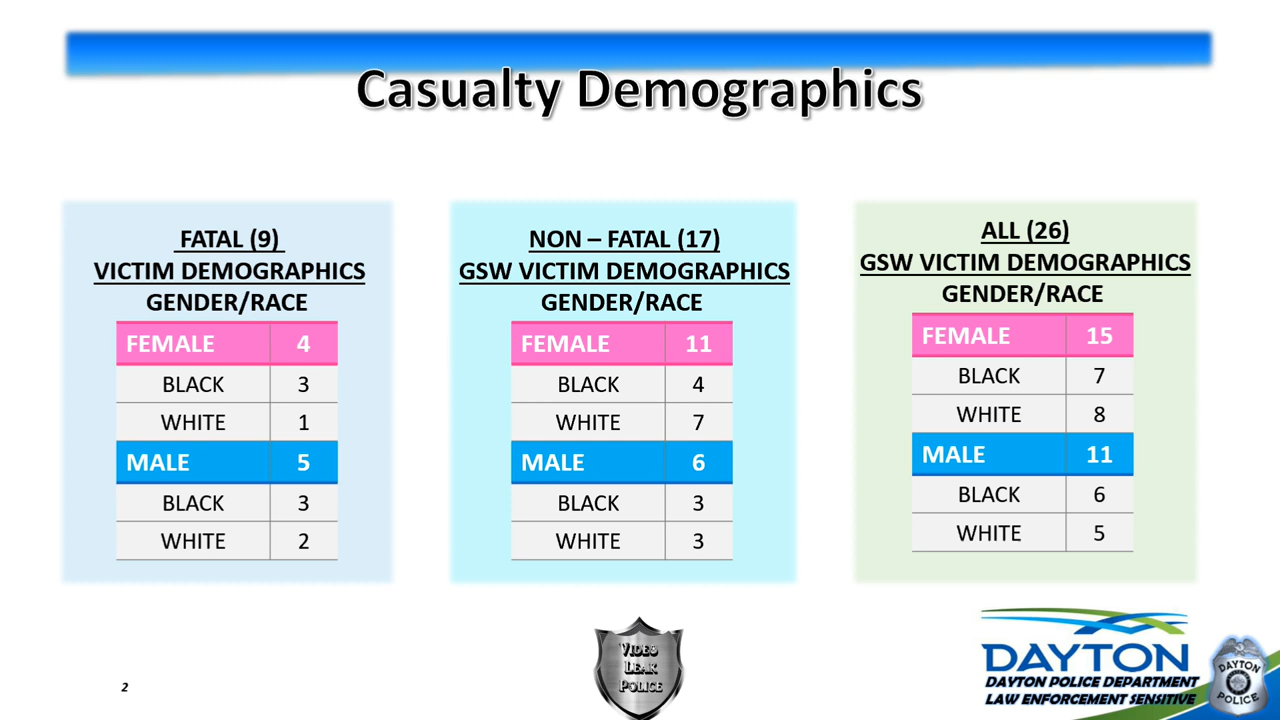 Casualty Demographics
FATAL (9)
VICTIM DEMOGRAPHICS
GENDER/RACE
FEMALE 4
BLACK 3
WHITE 1
MALE 5
BLACK 3
WHITE 2
NON – FATAL (17)
GSW VICTIM DEMOGRAPHICS
GENDER/RACE
FEMALE 11
BLACK 4
WHITE 7
MALE 6
BLACK 3
WHITE 3
ALL (26)
GSW VICTIM DEMOGRAPHICS
GENDER/RACE
FEMALE 15
BLACK 7
WHITE 8
MALE 11
BLACK 6
WHITE 5
2
VIDEO
LEAK
POLICE
DAYTON
DAYTON POLICE DEPARTMENT
LAW ENFORCEMENT SENSITIVE
DAYTON
POLICE